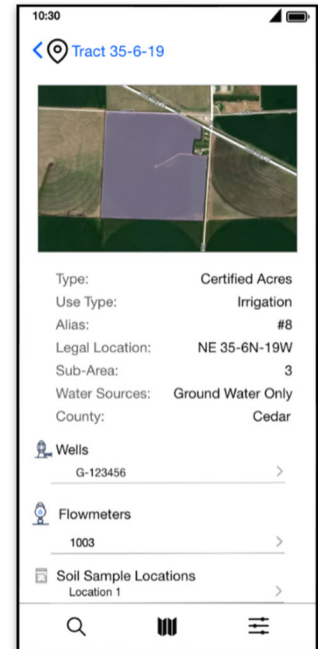 10:30
Tract 35-6-19
Type: Certified Acres
Use Type: Irrigation
Alias: #8
Legal Location: NE 35-6N-19W
Sub-Area: 3
Water Sources: Ground Water Only
County: Cedar
Wells
G-123456
Flowmeters
1003
Soil Sample Locations
Location 1